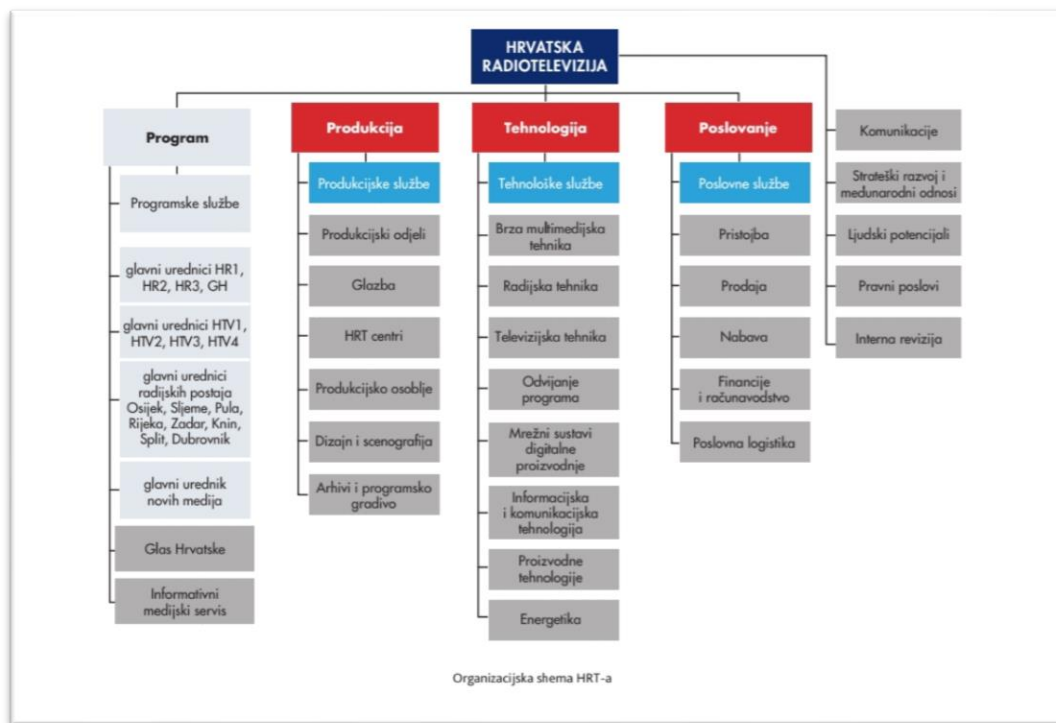 HRVATSKA
RADIOTELEVIZIJA
Program
Programske službe
glavni urednici HR1,
HR2, HR3, GH
glavni urednici HTV1,
HTV2, HTV3, HTV4
glavni urednici
radijskih postaja
Osijek, Sljeme, Pula,
Rijeka, Zadar, Knin,
Split, Dubrovnik
glavni urednik
novih medija
Glas Hrvatske
Informativni
medijski servis
Produkcija
Produkcijske službe
Produkcijski odjeli
Glazba
HRT centri
Produkcijsko osoblje
Dizajn i scenografija
Arhivi i programsko
gradivo
Tehnologija
Tehnološke službe
Brza multimedijska
tehnika
Radijska tehnika
Televizijska tehnika
Odvijanje
programa
Mrežni sustavi
digitalne
proizvodnje
Informacijska
i komunikacijska
tehnologija
Proizvodne
tehnologije
Energetika
Poslovanje
Poslovne službe
Pristojba
Prodaja
Nabava
Financije
i računavodstvo
Poslovna logistika
Komunikacije
Strateški razvoj i
međunarodni odnosi
Ljudski potencijali
Pravni poslovi
Interna revizija
Organizacijska shema HRT-a